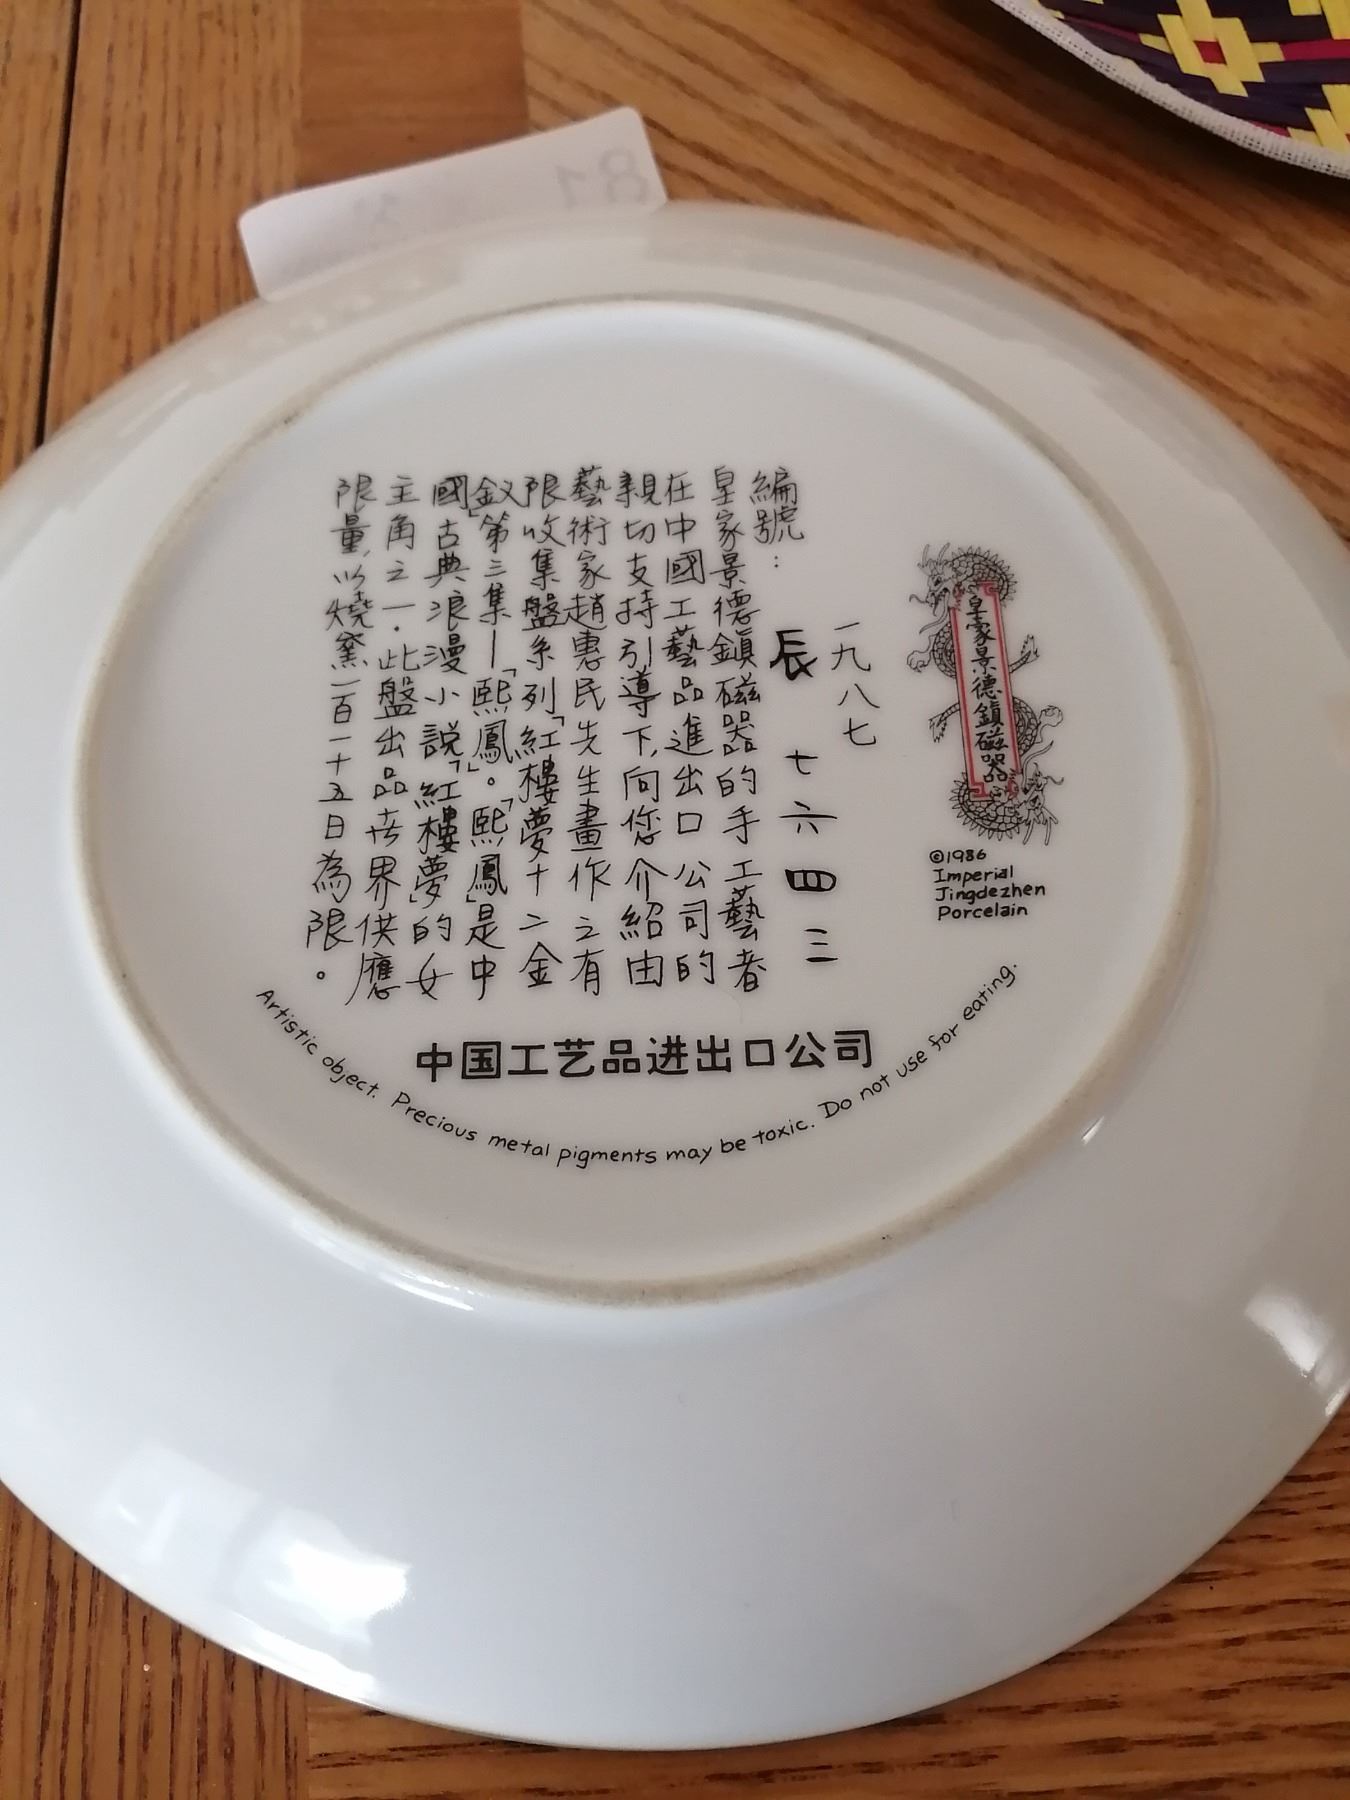 皇家景德鎮磁器
©1986
Imperial
Jingdezhen
Porcelain
一九八七
編號：辰 七六四三
皇家景德鎮磁器的手工藝者
在中國工藝品進出口公司的
親切支持引導下，向您介紹由
藝術家趙惠民先生畫作之有
限收集盤系列「紅樓夢十二金
釵」第三集—「熙鳳」。「熙鳳」是中
國古典浪漫小説「紅樓夢」的女
主角之一．此盤出品世界供應
限量，以燒窯一百一十五日為限。
中国工艺品进出口公司
Artistic object. Precious metal pigments may be toxic. Do not use for eating.